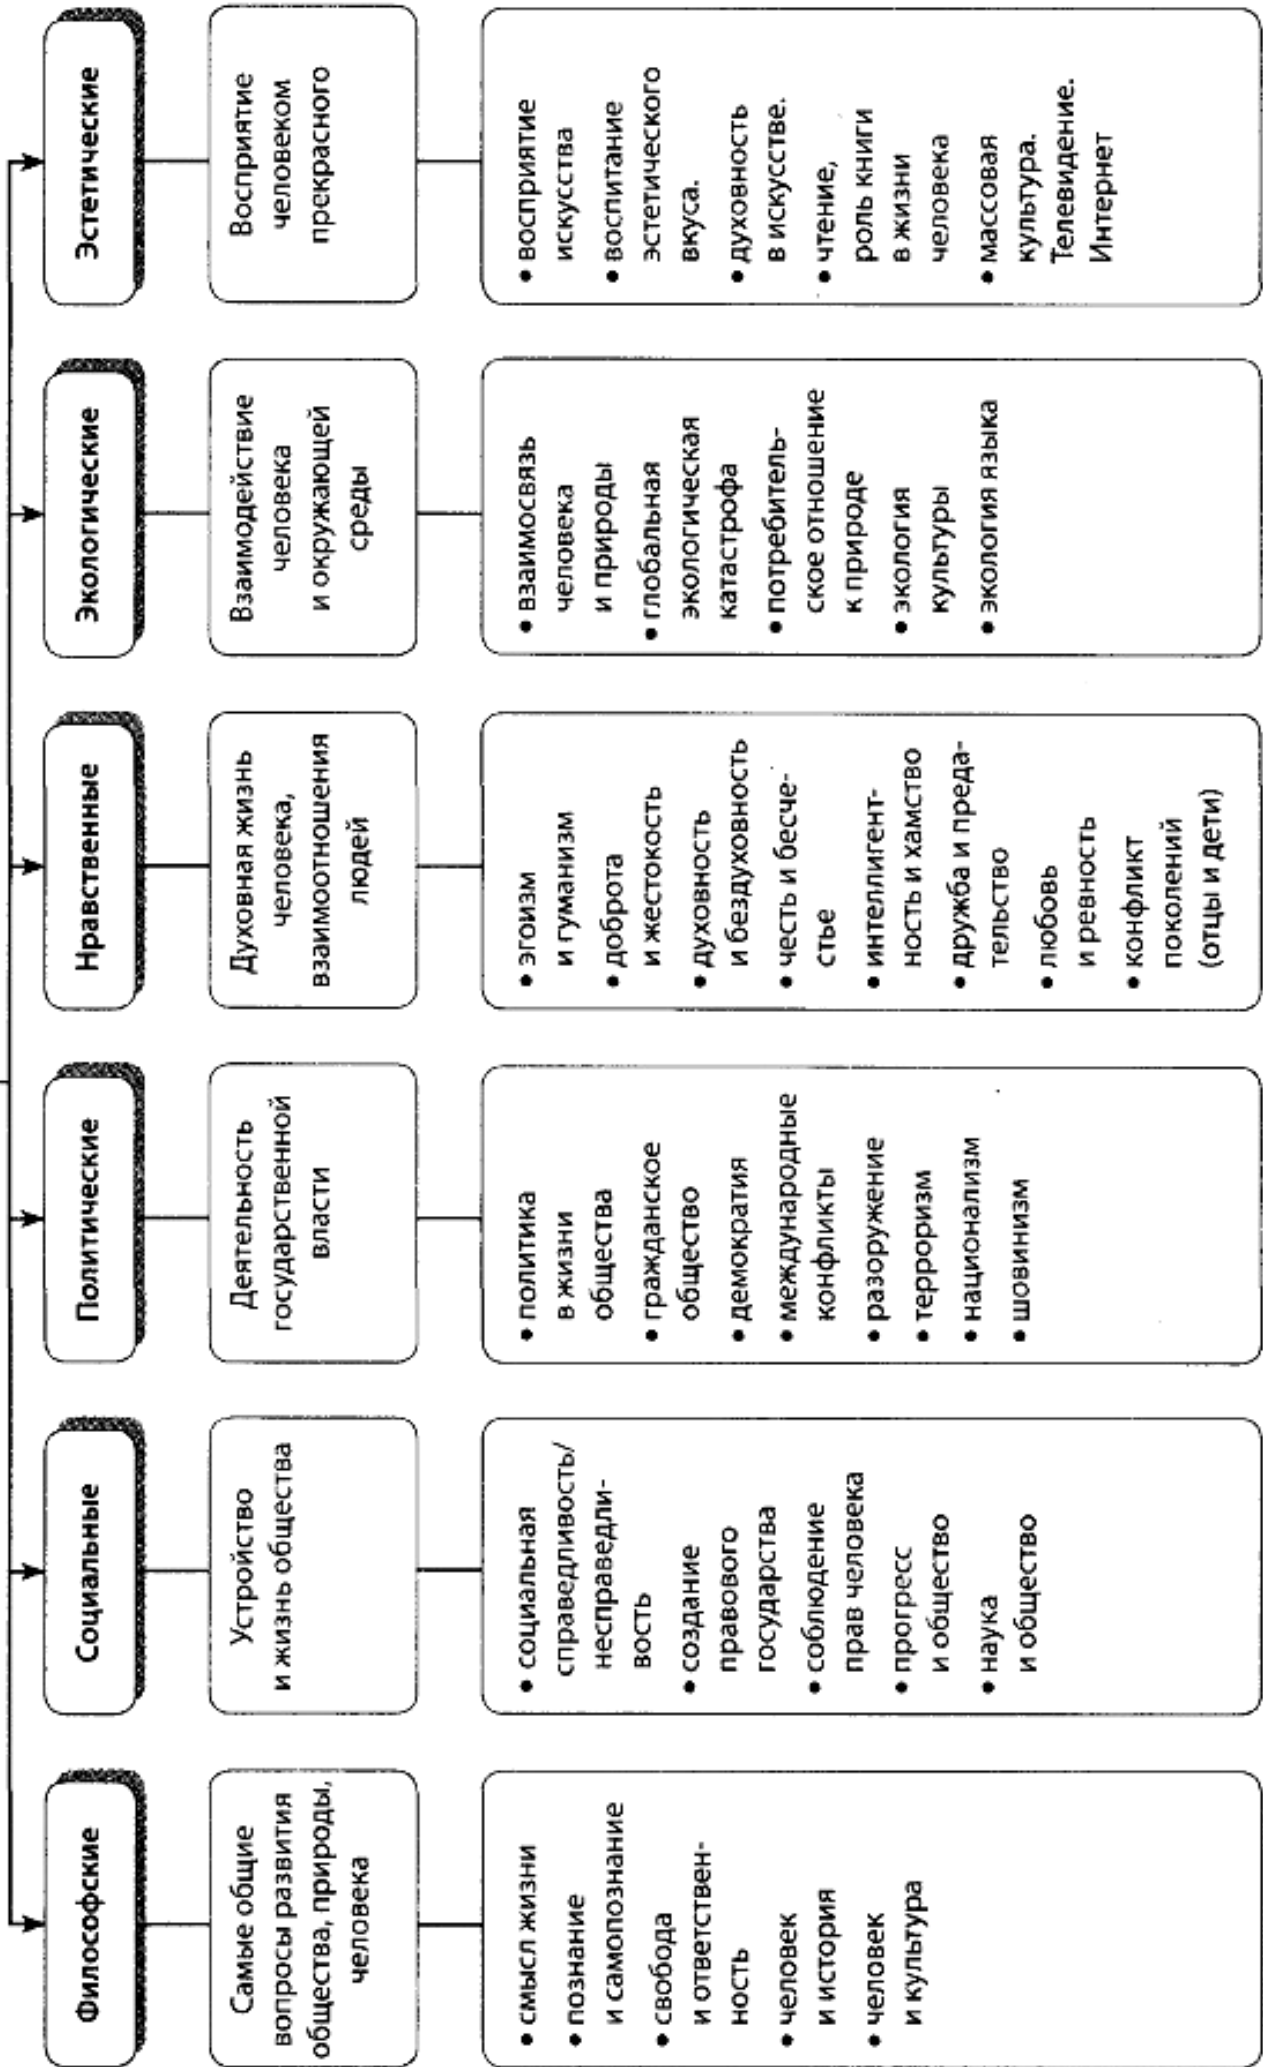 Философские
Самые общие
вопросы развития
общества, природы,
человека
• смысл жизни
• познание
и самопознание
• свобода
и ответствен-
ность
• человек
и история
• человек
и культура
Социальные
Устройство
и жизнь общества
• социальная
справедливость/
несправедли-
вость
• создание
правового
государства
• соблюдение
прав человека
• прогресс
и общество
• наука
и общество
Политические
Деятельность
государственной
власти
• политика
в жизни
общества
• гражданское
общество
• демократия
• международные
конфликты
• разоружение
• терроризм
• национализм
• шовинизм
Нравственные
Духовная жизнь
человека,
взаимоотношения
людей
• эгоизм
и гуманизм
• доброта
и жестокость
• духовность
и бездуховность
• честь и бесче-
стье
• интеллигент-
ность и хамство
• дружба и преда-
тельство
• любовь
и ревность
• конфликт
поколений
(отцы и дети)
Экологические
Взаимодействие
человека
и окружающей
среды
• взаимосвязь
человека
и природы
• глобальная
экологическая
катастрофа
• потребитель-
ское отношение
к природе
• экология
культуры
• экология языка
Эстетические
Восприятие
человеком
прекрасного
• восприятие
искусства
• воспитание
эстетического
вкуса.
• духовность
в искусстве.
• чтение,
роль книги
в жизни
человека
• массовая
культура.
Телевидение.
Интернет